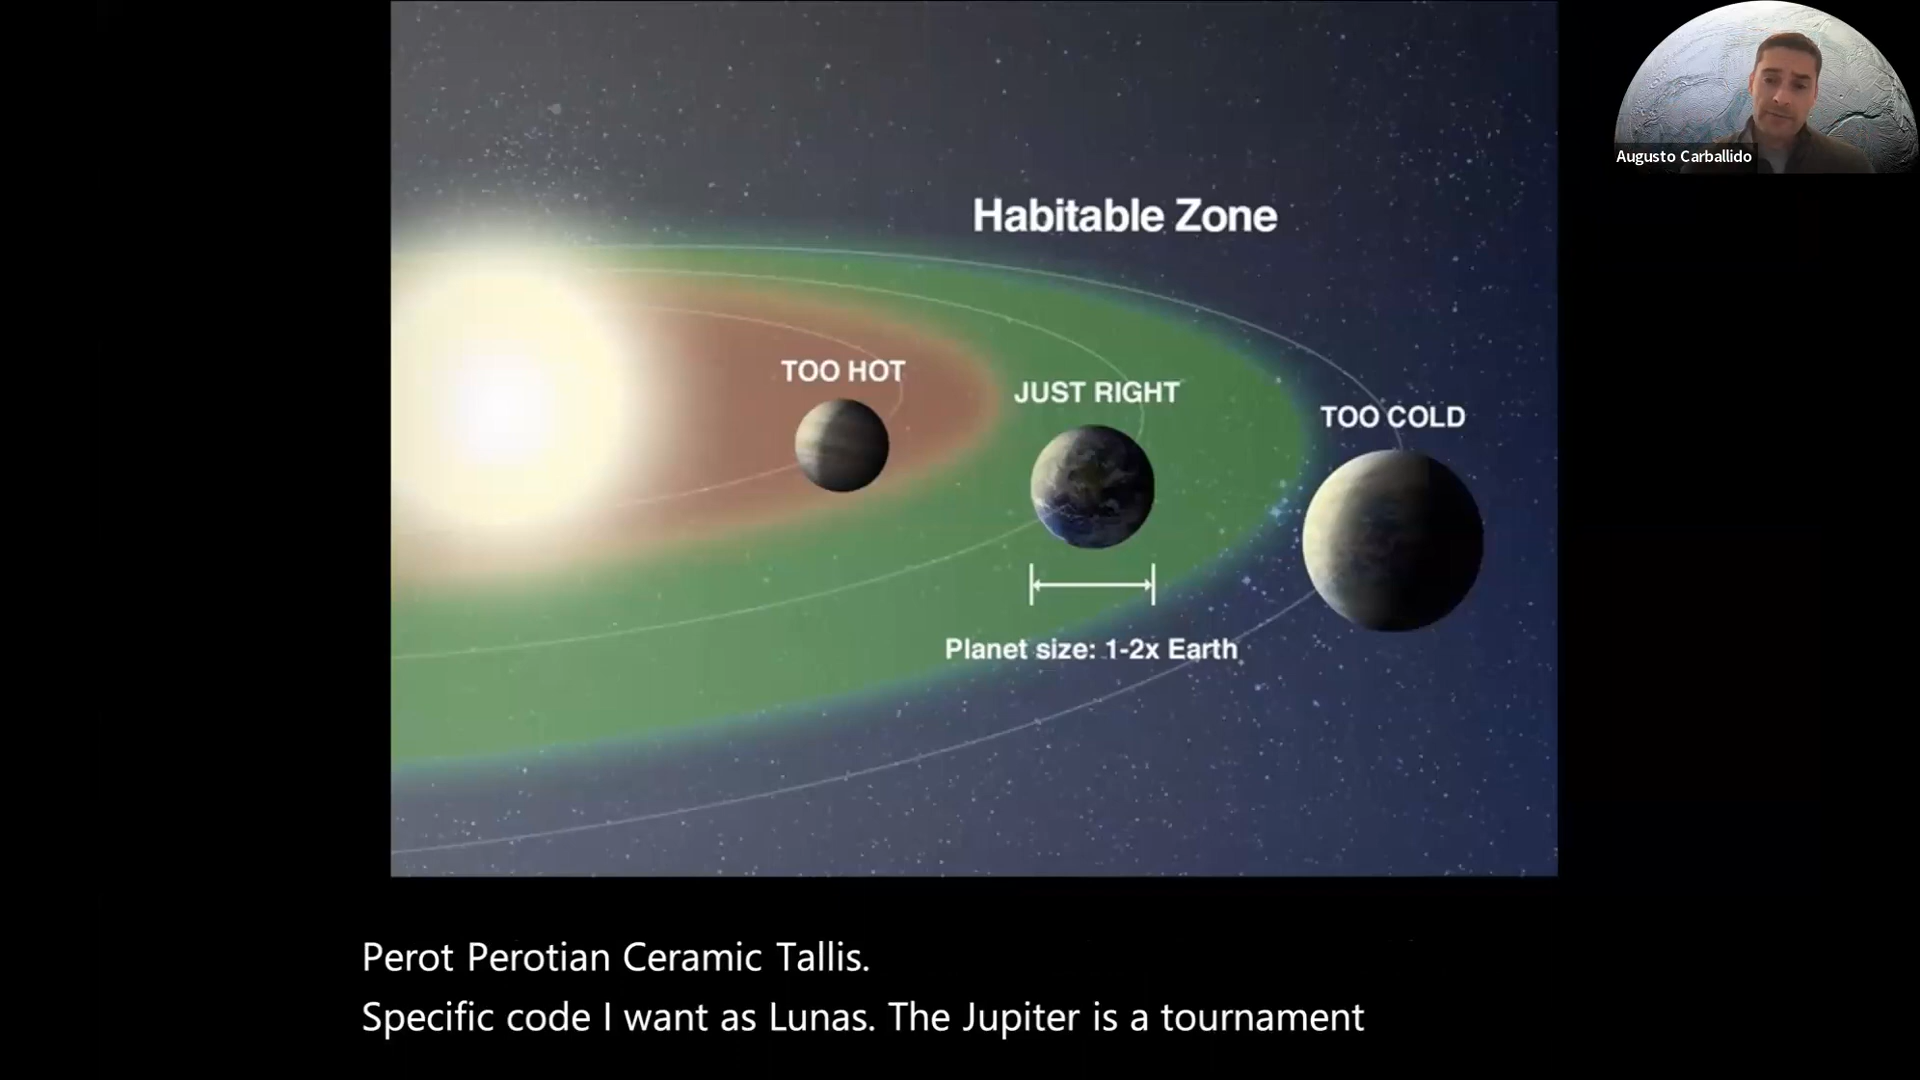 Augusto Carballido
Habitable Zone
TOO HOT
JUST RIGHT
TOO COLD
Planet size: 1-2x Earth
Perot Perotian Ceramic Tallis.
Specific code I want as Lunas. The Jupiter is a tournament